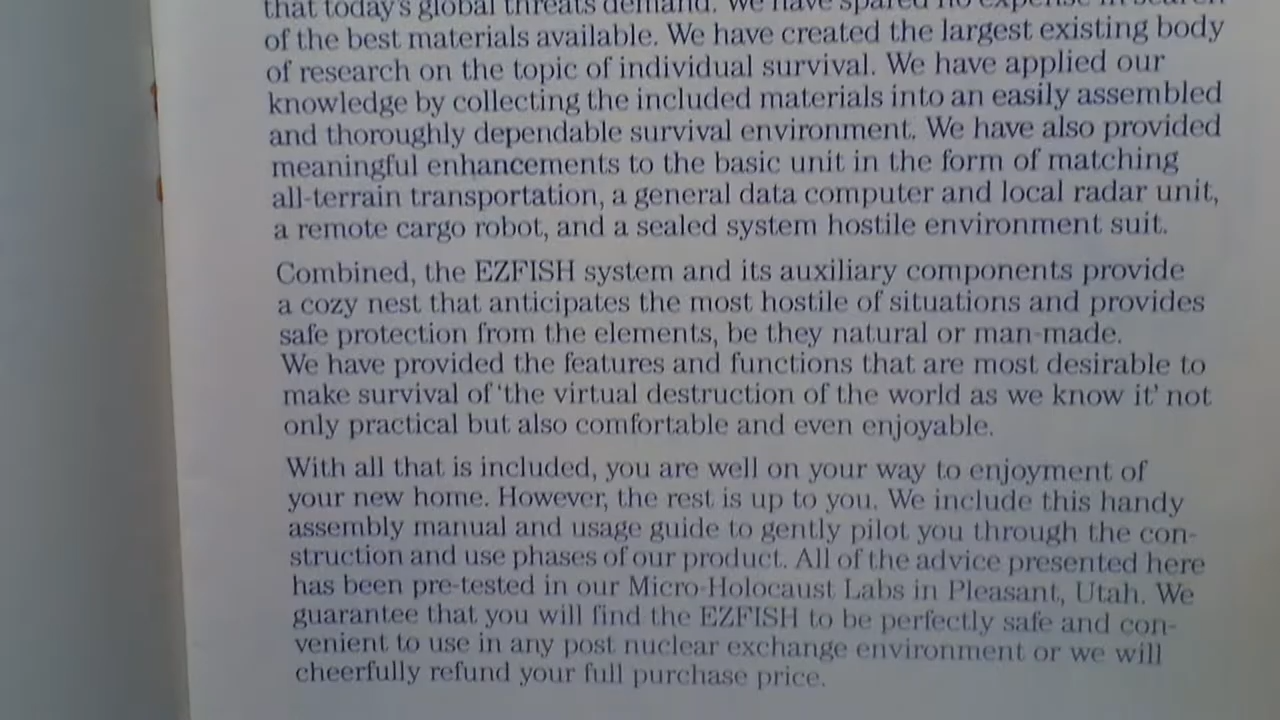 that today's global threats demand. We have spared no expense in search
of the best materials available. We have created the largest existing body
of research on the topic of individual survival. We have applied our
knowledge by collecting the included materials into an easily assembled
and thoroughly dependable survival environment. We have also provided
meaningful enhancements to the basic unit in the form of matching
all-terrain transportation, a general data computer and local radar unit,
a remote cargo robot, and a sealed system hostile environment suit.
Combined, the EZFISH system and its auxiliary components provide
a cozy nest that anticipates the most hostile of situations and provides
safe protection from the elements, be they natural or man-made.
We have provided the features and functions that are most desirable to
make survival of 'the virtual destruction of the world as we know it' not
only practical but also comfortable and even enjoyable.
With all that is included, you are well on your way to enjoyment of
your new home. However, the rest is up to you. We include this handy
assembly manual and usage guide to gently pilot you through the con-
struction and use phases of our product. All of the advice presented here
has been pre-tested in our Micro-Holocaust Labs in Pleasant, Utah. We
guarantee that you will find the EZFISH to be perfectly safe and con-
venient to use in any post nuclear exchange environment or we will
cheerfully refund your full purchase price.